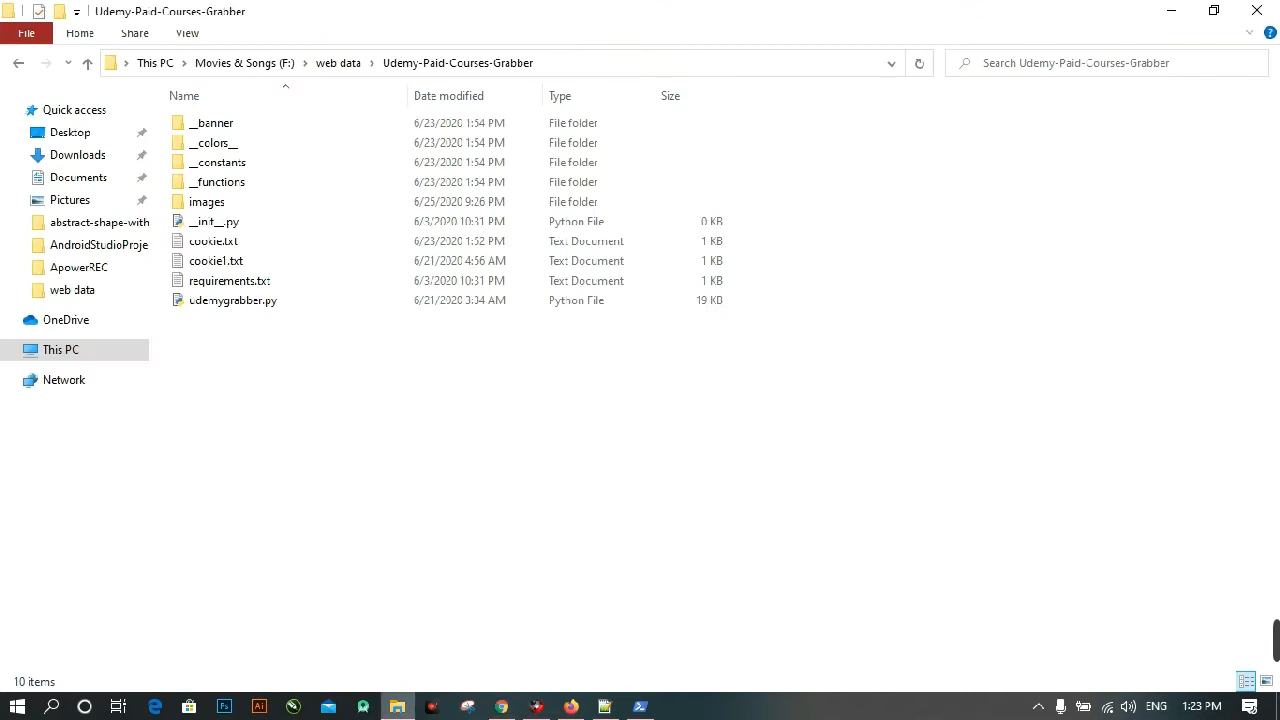 Udemy-Paid-Courses-Grabber
File Home Share View
This PC Movies & Songs (F:) web data Udemy-Paid-Courses-Grabber Search Udemy-Paid-Courses-Grabber
Name Date modified Type Size
Quick access
Desktop
Downloads
Documents
Pictures
abstract-shape-with
AndroidStudioProje
ApowerREC
web data
OneDrive
This PC
Network
__banner 6/23/2020 1:54 PM File folder
__colors__ 6/23/2020 1:54 PM File folder
__constants 6/23/2020 1:54 PM File folder
__functions 6/23/2020 1:54 PM File folder
images 6/25/2020 9:26 PM File folder
__init__.py 6/3/2020 10:31 PM Python File 0 KB
cookie.txt 6/23/2020 1:52 PM Text Document 1 KB
cookie1.txt 6/21/2020 4:56 AM Text Document 1 KB
requirements.txt 6/3/2020 10:31 PM Text Document 1 KB
udemygrabber.py 6/21/2020 3:34 AM Python File 19 KB
10 items
Ps Ai ENG 1:23 PM